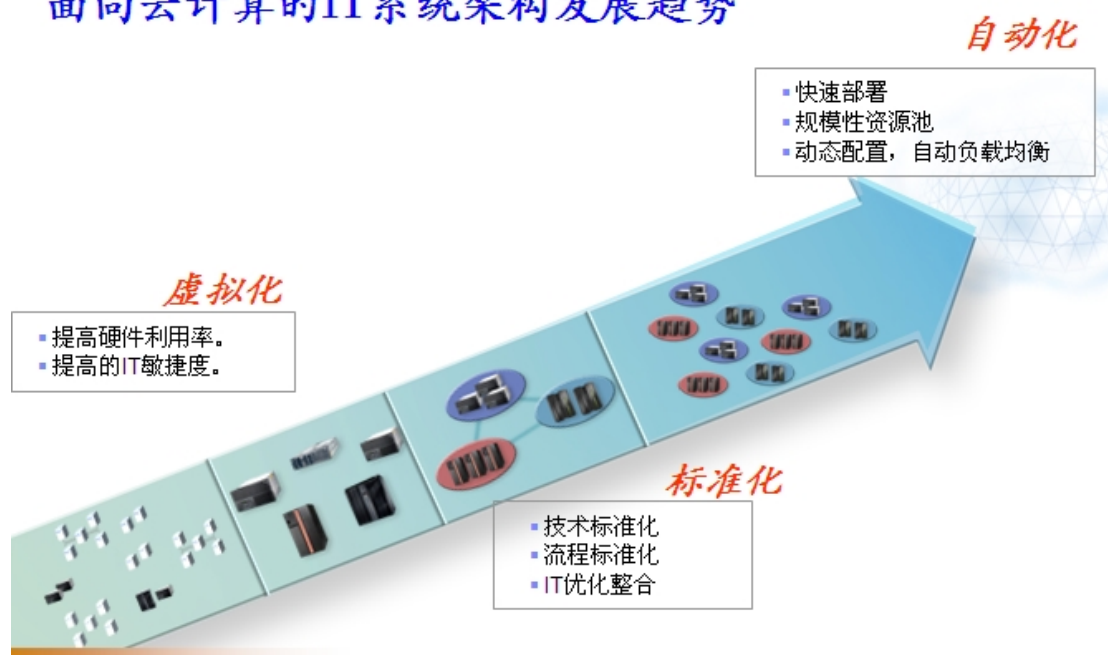 面向云计算的IT系统架构发展趋势
自动化
快速部署
规模性资源池
动态配置，自动负载均衡
虚拟化
提高硬件利用率。
提高的IT敏捷度。
标准化
技术标准化
流程标准化
IT优化整合